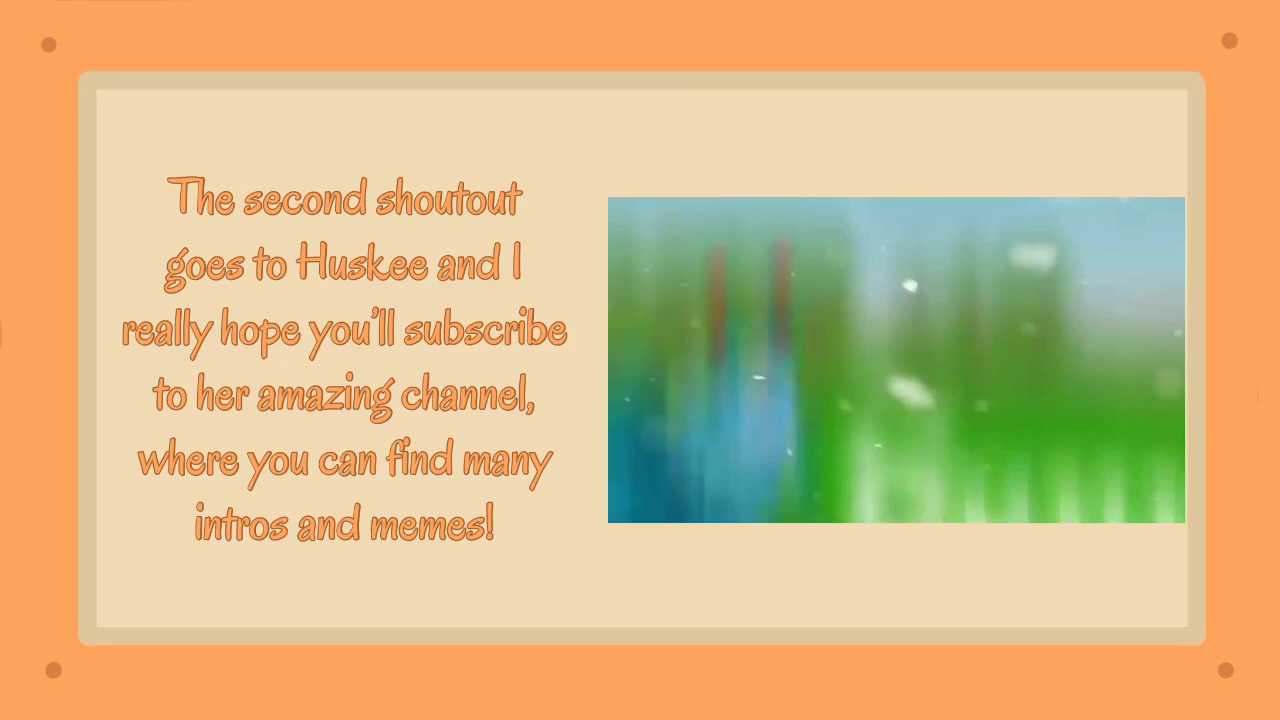 The second shoutout
goes to Huskee and I
really hope you'll subscribe
to her amazing channel,
where you can find many
intros and memes!